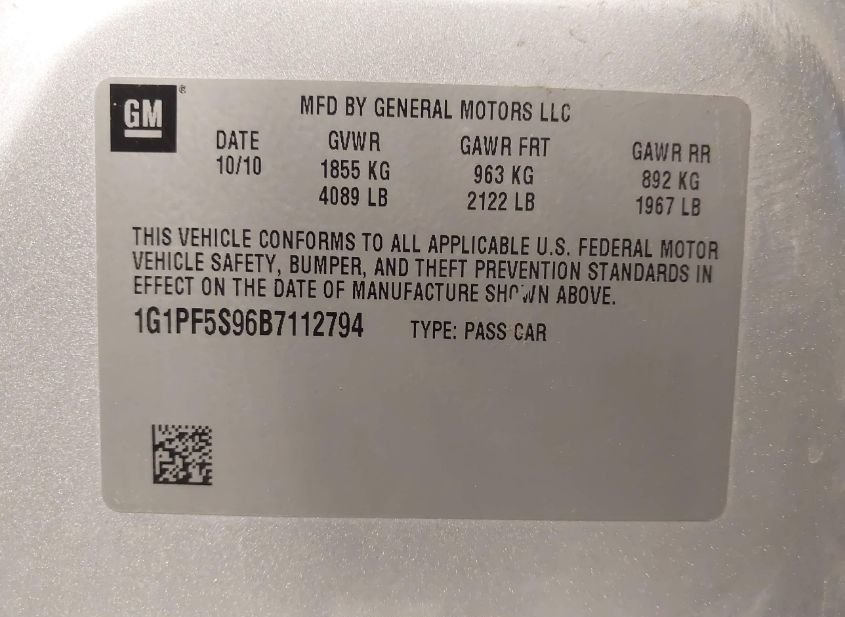 GM ®
MFD BY GENERAL MOTORS LLC
DATE GVWR GAWR FRT GAWR RR
10/10 1855 KG 963 KG 892 KG
4089 LB 2122 LB 1967 LB
THIS VEHICLE CONFORMS TO ALL APPLICABLE U.S. FEDERAL MOTOR
VEHICLE SAFETY, BUMPER, AND THEFT PREVENTION STANDARDS IN
EFFECT ON THE DATE OF MANUFACTURE SHOWN ABOVE.
1G1PF5S96B7112794 TYPE: PASS CAR